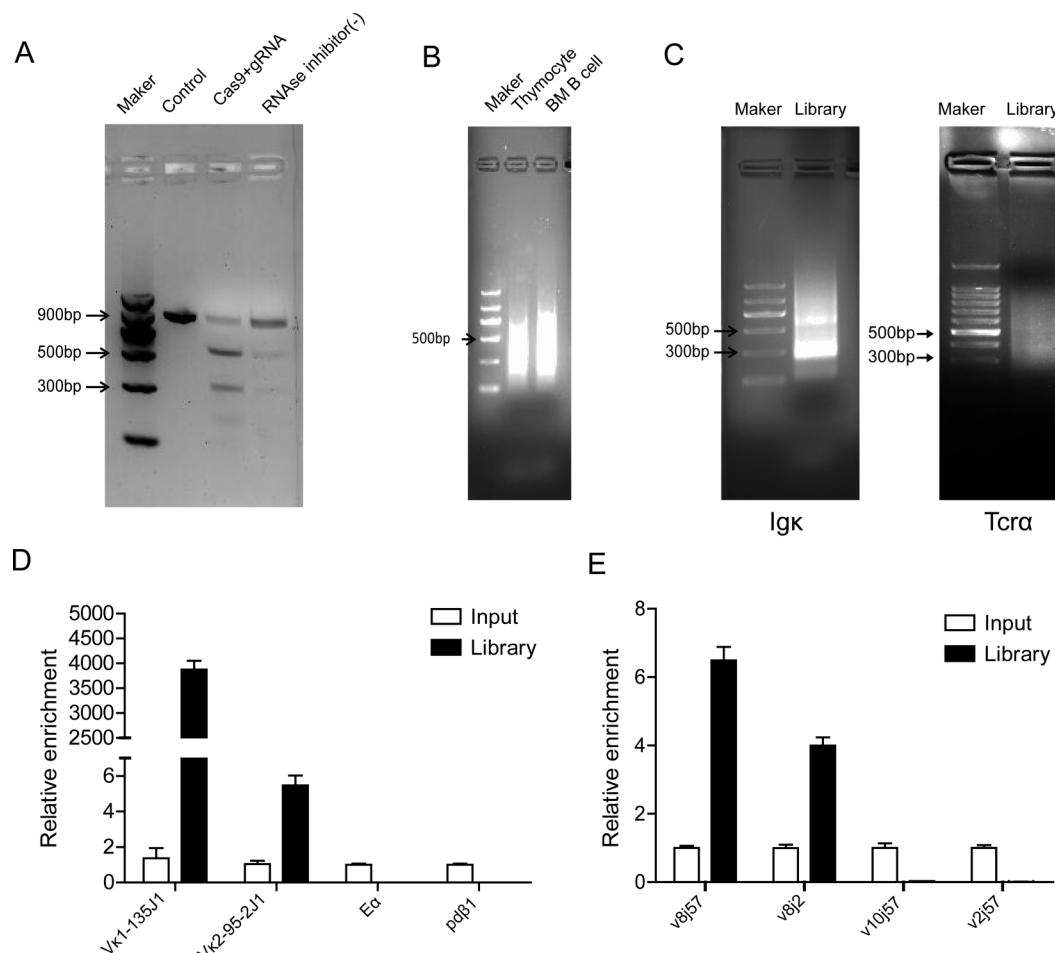 A
Maker
Control
Cas9+gRNA
RNAse inhibitor(-)
900bp
500bp
300bp
B
Maker
Thymocyte
BM B cell
500bp
C
Maker Library
500bp
300bp
Igκ
Maker Library
500bp
300bp
Tcrα
D
Relative enrichment
5000
4500
4000
3500
3000
2500
6
4
2
0
Input
Library
Vκ1-135J1
Vκ2-95-2J1
Eα
pdβ1
E
Relative enrichment
8
6
4
2
0
Input
Library
v8j57
v8j2
v10j57
v2j57